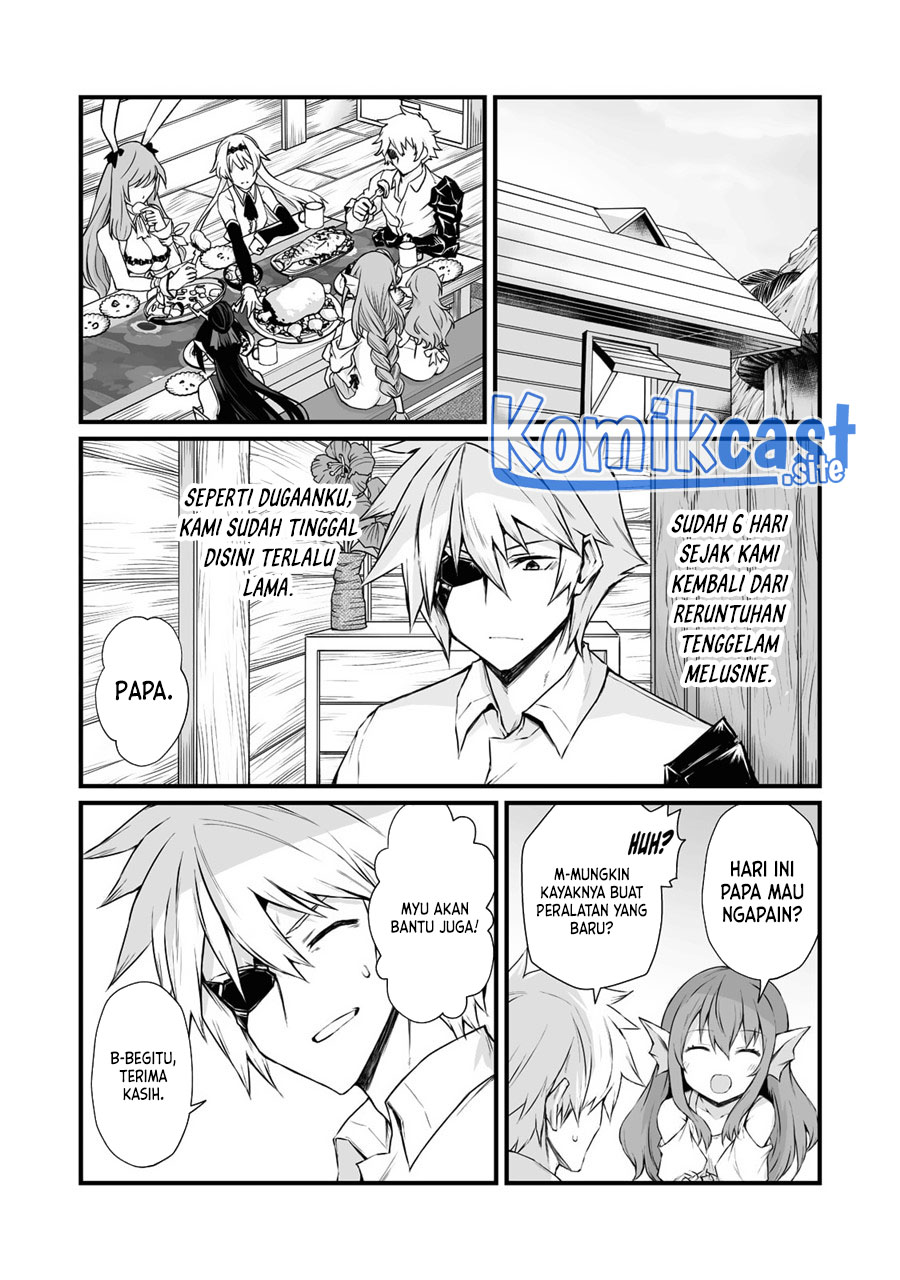 Komikcast
.site
SUDAH 6 HARI
SEJAK KAMI
KEMBALI DARI
RERUNTUHAN
TENGGELAM
MELUSINE.
SEPERTI DUGAANKU,
KAMI SUDAH TINGGAL
DISINI TERLALU
LAMA.
PAPA.
HARI INI
PAPA MAU
NGAPAIN?
HUH?
M-MUNGKIN
KAYAKNYA BUAT
PERALATAN YANG
BARU?
MYU AKAN
BANTU JUGA!
B-BEGITU,
TERIMA
KASIH.